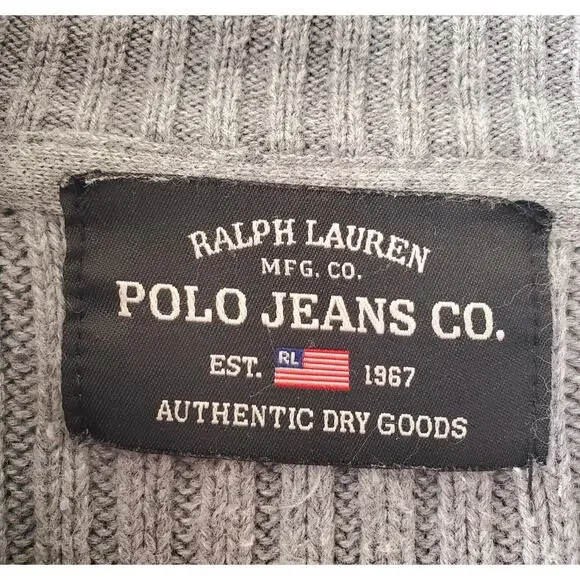 RALPH LAUREN
MFG. CO.
POLO JEANS CO.
EST. RL 1967
AUTHENTIC DRY GOODS